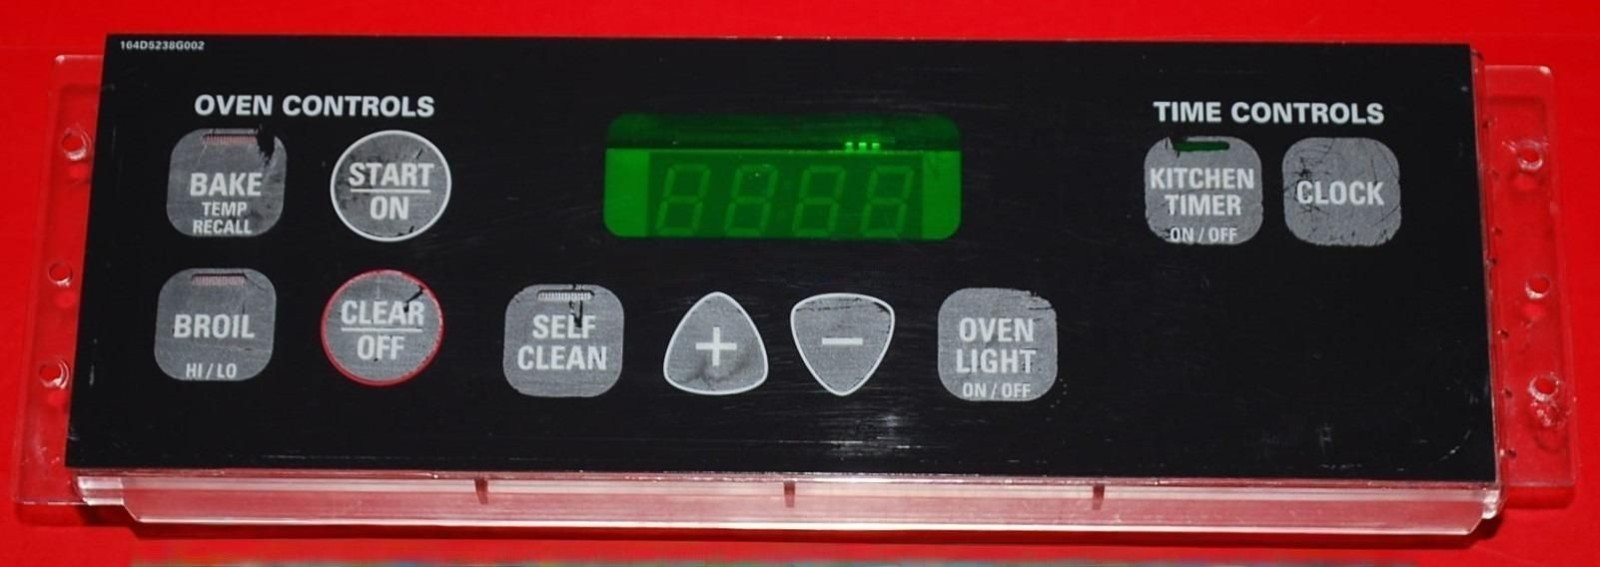 164D5238G002
OVEN CONTROLS
TIME CONTROLS
BAKE
TEMP
RECALL
START
ON
8888
KITCHEN
TIMER
ON / OFF
CLOCK
BROIL
HI / LO
CLEAR
OFF
SELF
CLEAN
+
−
OVEN
LIGHT
ON / OFF